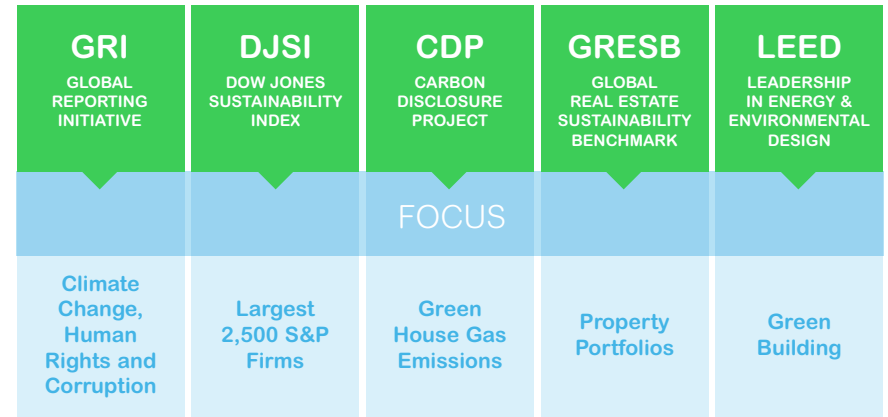 GRI
GLOBAL
REPORTING
INITIATIVE
DJSI
DOW JONES
SUSTAINABILITY
INDEX
CDP
CARBON
DISCLOSURE
PROJECT
GRESB
GLOBAL
REAL ESTATE
SUSTAINABILITY
BENCHMARK
LEED
LEADERSHIP
IN ENERGY &
ENVIRONMENTAL
DESIGN
FOCUS
Climate
Change,
Human
Rights and
Corruption
Largest
2,500 S&P
Firms
Green
House Gas
Emissions
Property
Portfolios
Green
Building